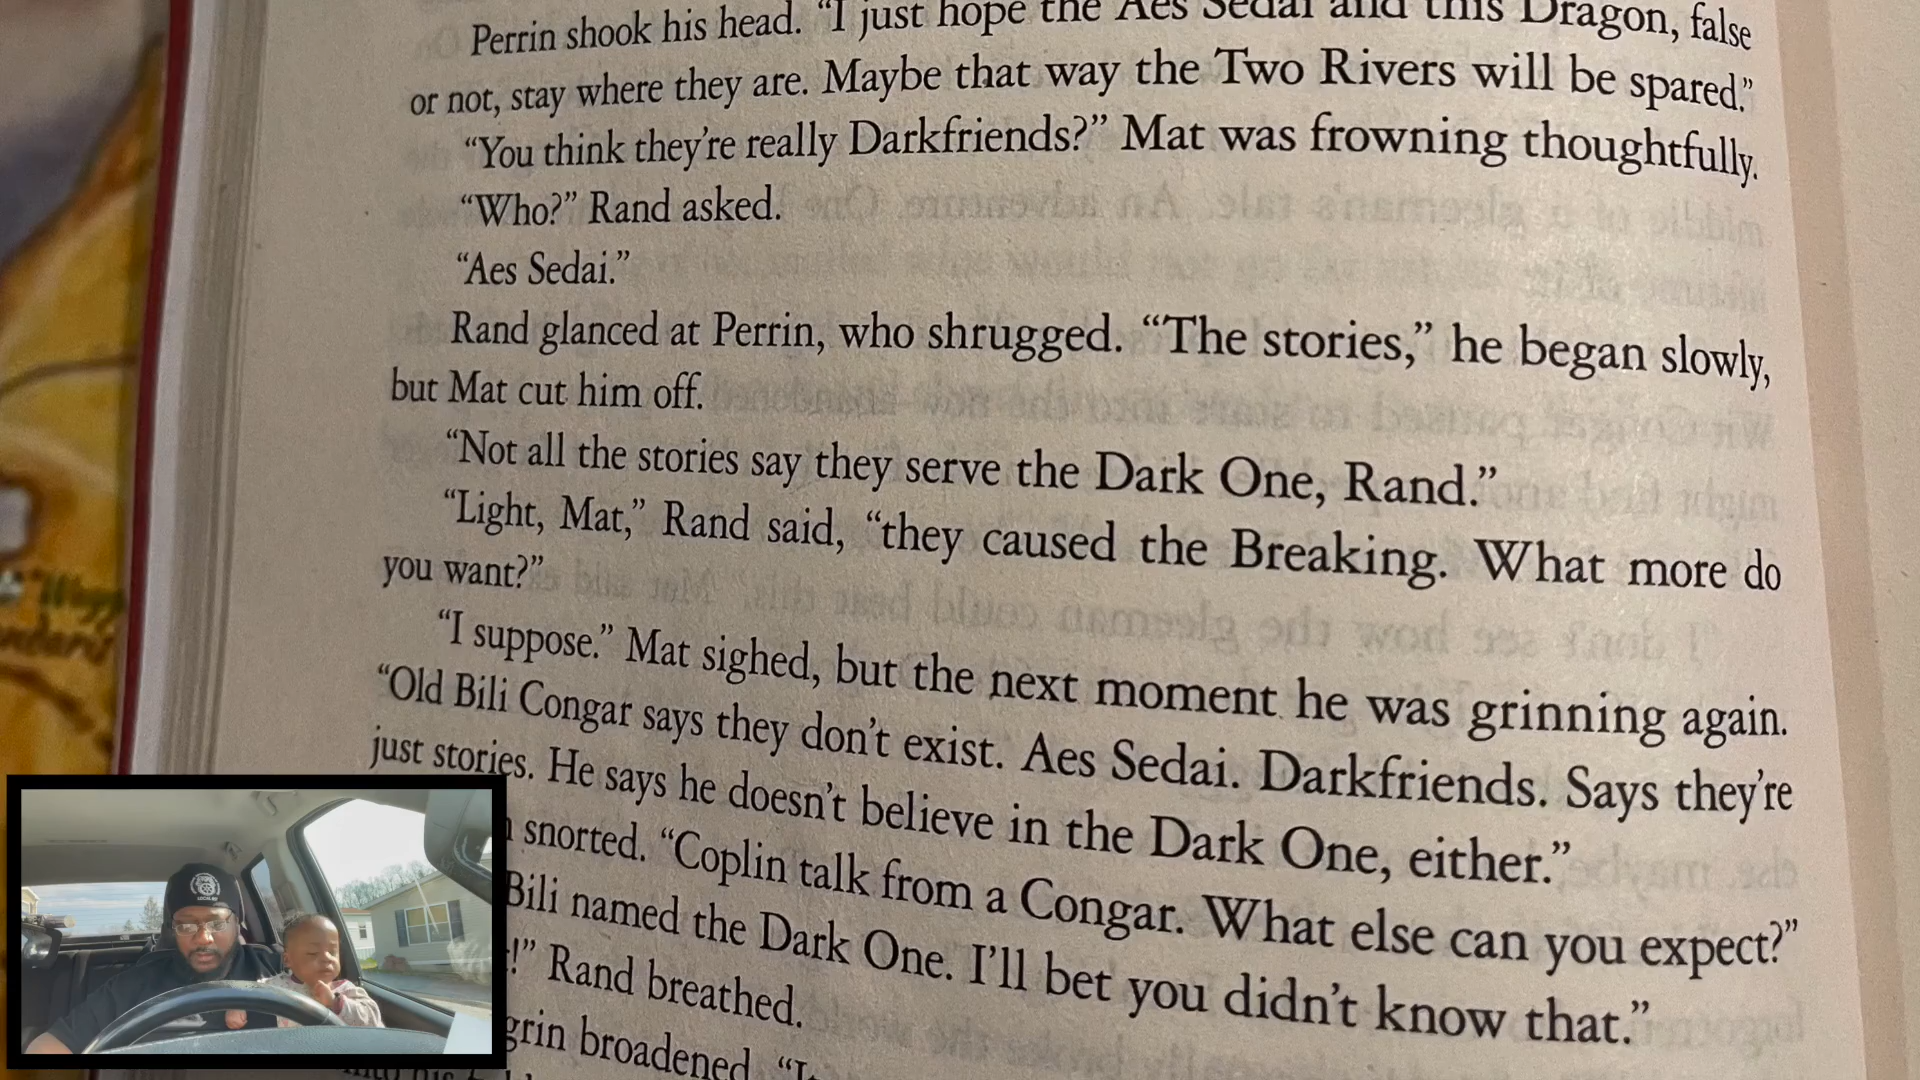 Perrin shook his head. “I just hope the Aes Sedai and this Dragon, false
or not, stay where they are. Maybe that way the Two Rivers will be spared.”
“You think they’re really Darkfriends?” Mat was frowning thoughtfully.
“Who?” Rand asked.
“Aes Sedai.”
Rand glanced at Perrin, who shrugged. “The stories,” he began slowly,
but Mat cut him off.
“Not all the stories say they serve the Dark One, Rand.”
“Light, Mat,” Rand said, “they caused the Breaking. What more do
you want?”
“I suppose.” Mat sighed, but the next moment he was grinning again.
“Old Bili Congar says they don’t exist. Aes Sedai. Darkfriends. Says they’re
just stories. He says he doesn’t believe in the Dark One, either.”
snorted. “Coplin talk from a Congar. What else can you expect?”
Bili named the Dark One. I’ll bet you didn’t know that.”
!” Rand breathed.
grin broadened.